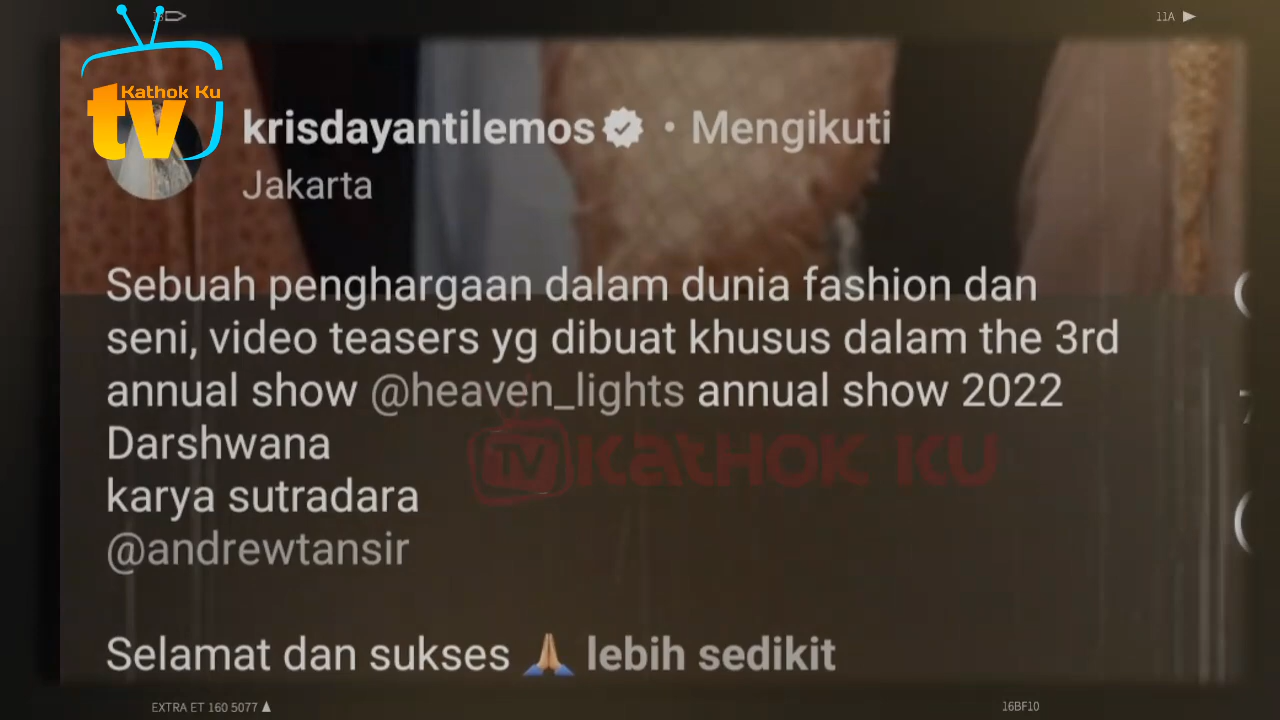 11A
Kathok Ku
tv
krisdayantilemos • Mengikuti
Jakarta
Sebuah penghargaan dalam dunia fashion dan
seni, video teasers yg dibuat khusus dalam the 3rd
annual show @heaven_lights annual show 2022
Darshwana
karya sutradara
@andrewtansir
TV KATHOK KU
Selamat dan sukses 🙏 lebih sedikit
EXTRA ET 160 5077
16BF10